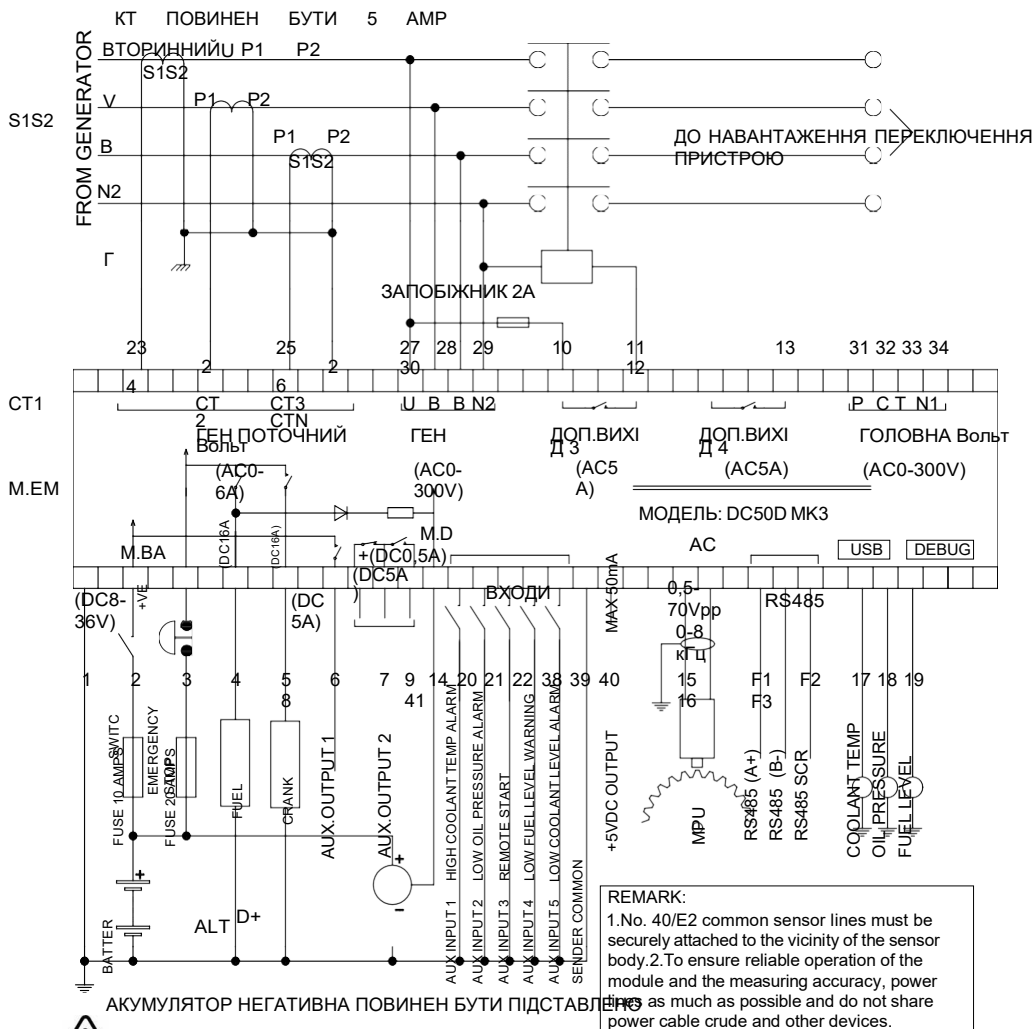 КТ ПОВИНЕН БУТИ 5 АМР
ВТОРИННИЙ U P1 P2
S1S2
FROM GENERATOR
V P1 P2
S1S2
B P1 P2
S1S2
ДО НАВАНТАЖЕННЯ ПЕРЕКЛЮЧЕННЯ
ПРИСТРОЮ
N2
Г
ЗАПОБІЖНИК 2А
23 2 25 2 27 28 29 10 11 13 31 32 33 34
30 12
4 6
CT1 CT CT3 U B B N2 P C T N1
2 CTN
ГЕН ПОТОЧНИЙ ГЕН ДОП.ВИХІ ДОП.ВИХІ ГОЛОВНА Вольт
Вольт Д 3 Д 4
(AC0-
6A)
(AC0-
300V)
(AC5
A)
(AC5A)
(AC0-300V)
М.ЕМ
МОДЕЛЬ: DC50D MK3
М.ВА
(DC16A
(DC16A)
M.D
+(DC0,5A)
(DC5A
)
AC
USB DEBUG
(DC8-
36V)
+VE
(DC
5A)
ВХОДИ
MAX 50mA
0,5-
70Vpp
0-8
кГц
RS485
1 2 3 4 5 6 7 9 14 20 21 22 38 39 40 15 F1 F2 17 18 19
8 41 16 F3
FUSE 10 AMPS
SWITC
EMERGENCY
STOP
FUSE 20 AMPS
FUEL
CRANK
AUX.OUTPUT 1
AUX.OUTPUT 2
AUX.INPUT 1 HIGH COOLANT TEMP ALARM
AUX.INPUT 2 LOW OIL PRESSURE ALARM
AUX.INPUT 3 REMOTE START
AUX.INPUT 4 LOW FUEL LEVEL WARNING
AUX.INPUT 5 LOW COOLANT LEVEL ALARM
SENDER COMMON
+5VDC OUTPUT
MPU
RS485 (A+)
RS485 (B-)
RS485 SCR
COOLANT TEMP
OIL PRESSURE
FUEL LEVEL
+
+
-
BATTER
ALT D+
REMARK:
1.No. 40/E2 common sensor lines must be
securely attached to the vicinity of the sensor
body.2.To ensure reliable operation of the
module and the measuring accuracy, power
lines as much as possible and do not share
power cable crude and other devices.
АКУМУЛЯТОР НЕГАТИВНА ПОВИНЕН БУТИ ПІДСТАВЛЕНО